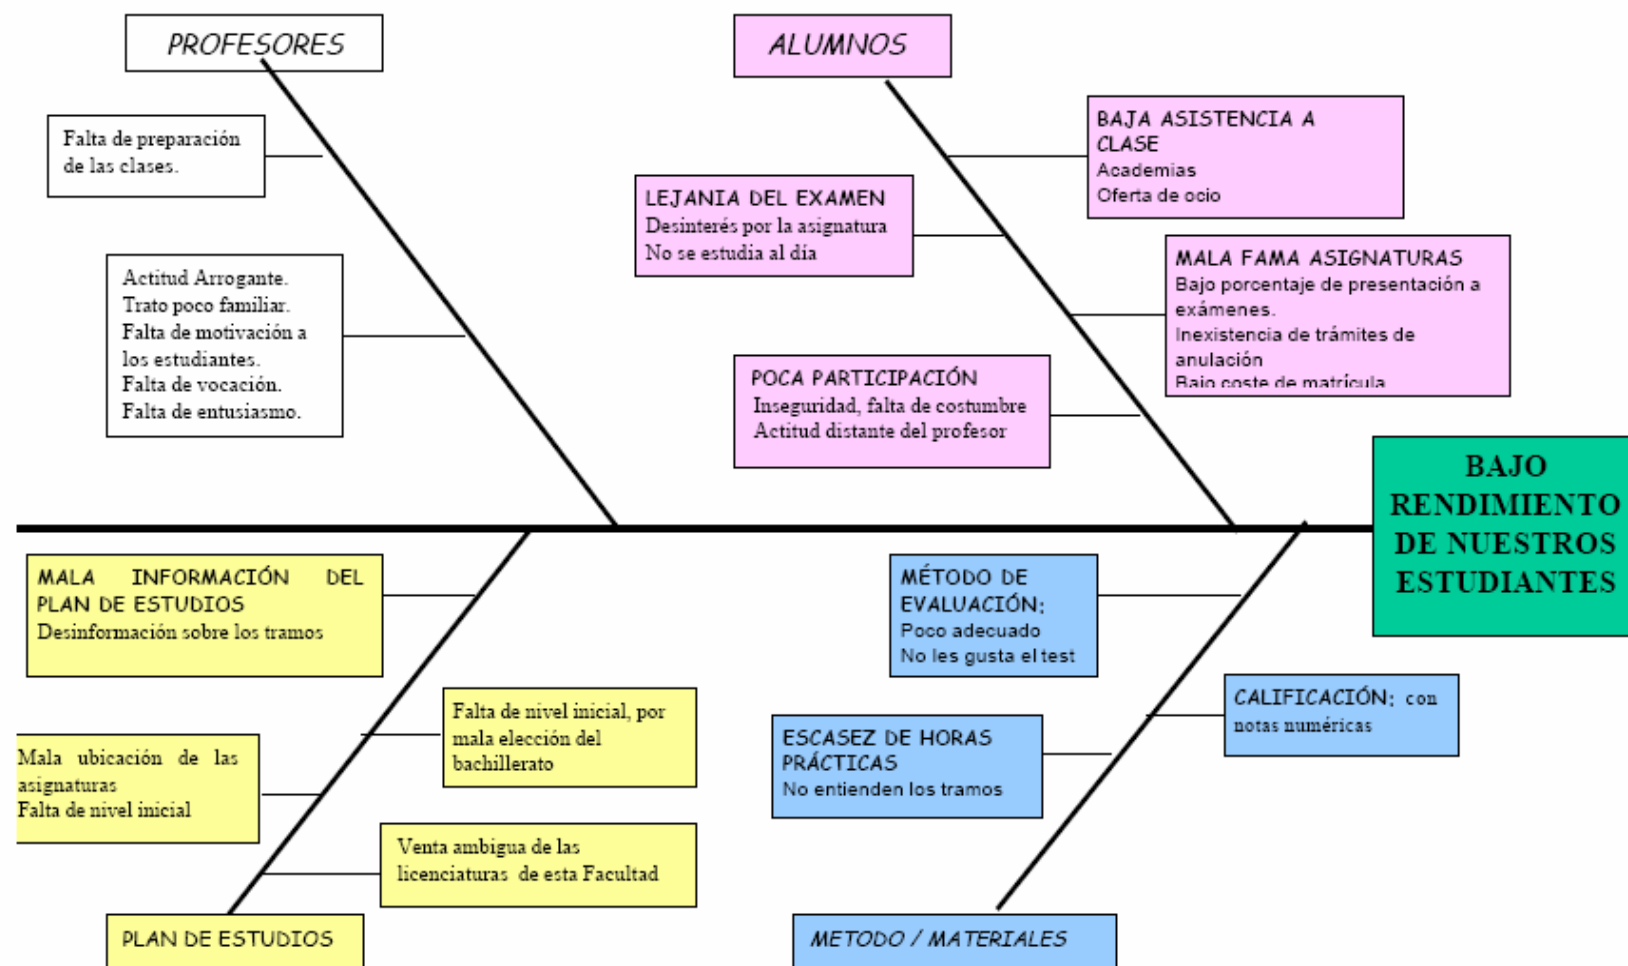 PROFESORES
ALUMNOS
Falta de preparación
de las clases.
BAJA ASISTENCIA A
CLASE
Academias
Oferta de ocio
LEJANIA DEL EXAMEN
Desinterés por la asignatura
No se estudia al día
Actitud Arrogante.
Trato poco familiar.
Falta de motivación a
los estudiantes.
Falta de vocación.
Falta de entusiasmo.
MALA FAMA ASIGNATURAS
Bajo porcentaje de presentación a
exámenes.
Inexistencia de trámites de
anulación
Bajo coste de matrícula
POCA PARTICIPACIÓN
Inseguridad, falta de costumbre
Actitud distante del profesor
BAJO
RENDIMIENTO
DE NUESTROS
ESTUDIANTES
MALA INFORMACIÓN DEL
PLAN DE ESTUDIOS
Desinformación sobre los tramos
MÉTODO DE
EVALUACIÓN:
Poco adecuado
No les gusta el test
Falta de nivel inicial, por
mala elección del
bachillerato
CALIFICACIÓN: con
notas numéricas
Mala ubicación de las
asignaturas
Falta de nivel inicial
ESCASEZ DE HORAS
PRÁCTICAS
No entienden los tramos
Venta ambigua de las
licenciaturas de esta Facultad
PLAN DE ESTUDIOS
METODO / MATERIALES